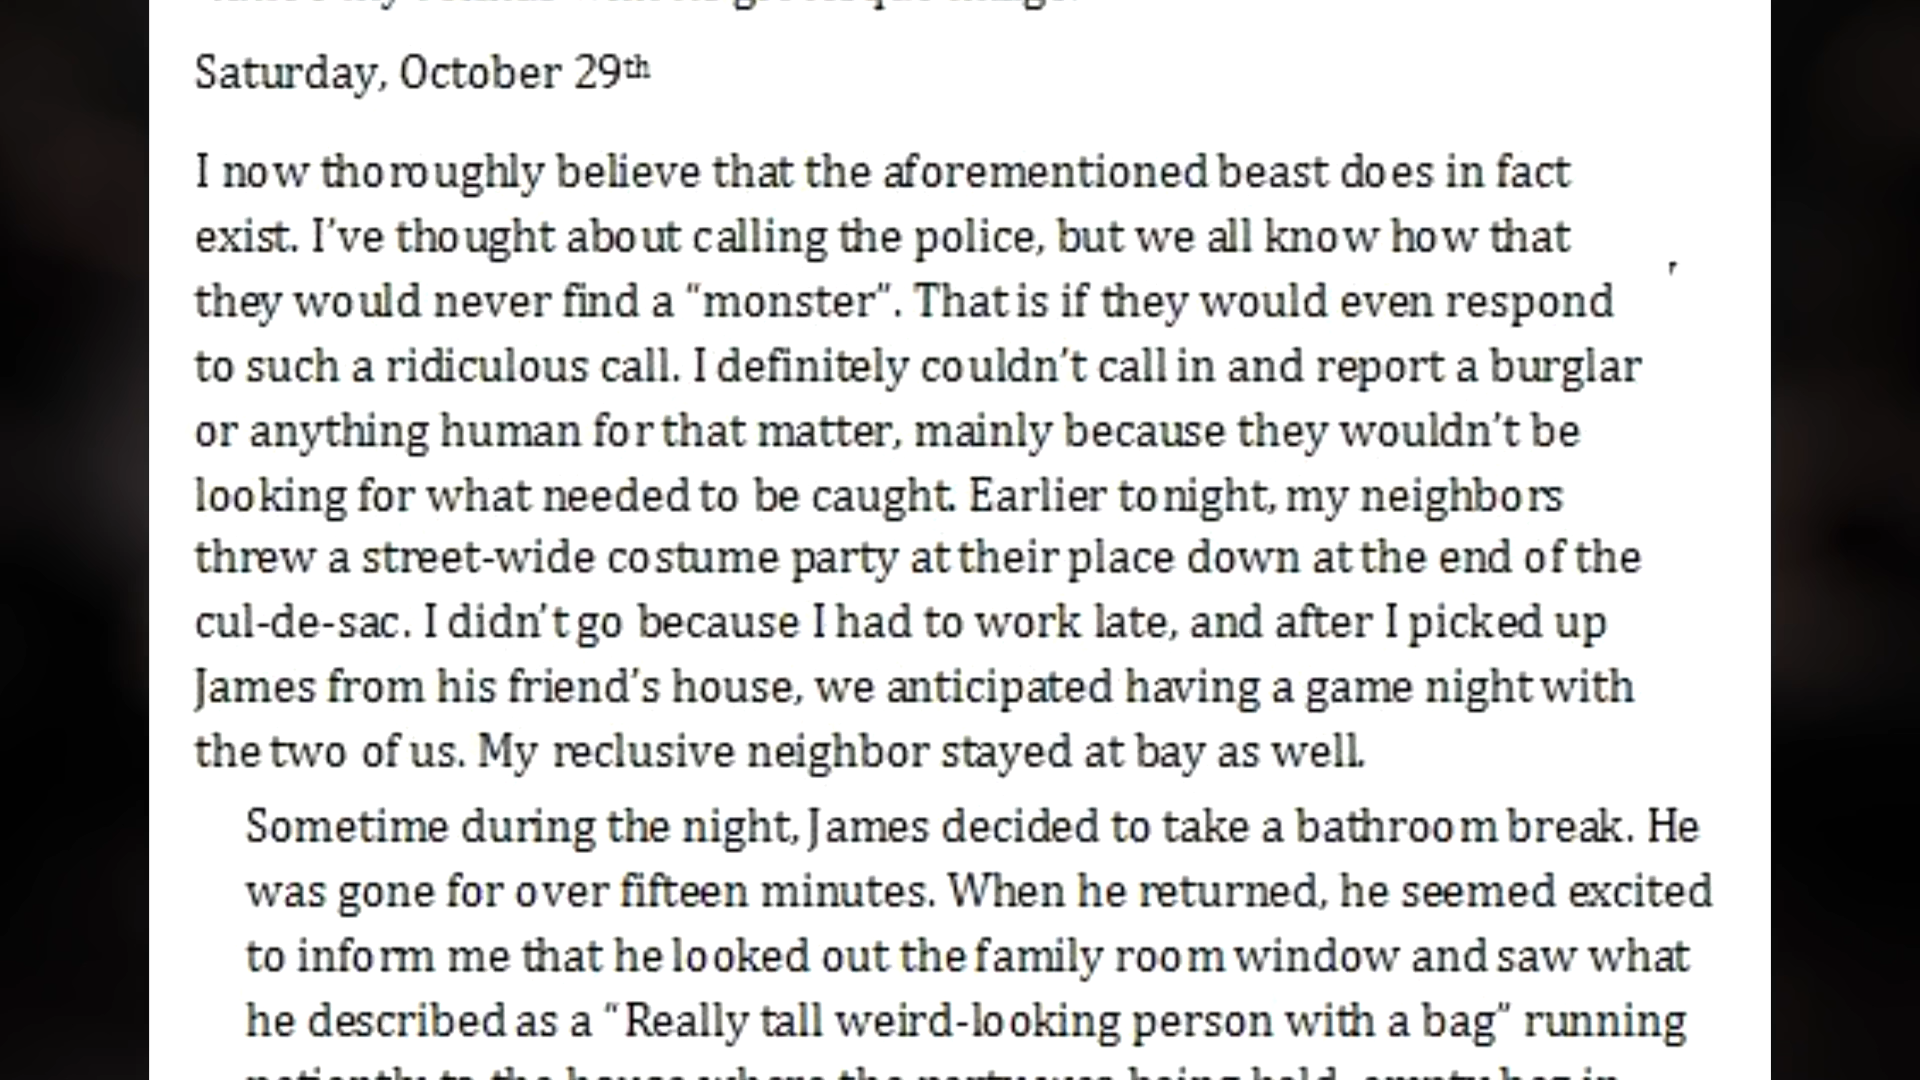 Saturday, October 29th
I now thoroughly believe that the aforementioned beast does in fact
exist. I've thought about calling the police, but we all know how that
they would never find a “monster”. That is if they would even respond
to such a ridiculous call. I definitely couldn't call in and report a burglar
or anything human for that matter, mainly because they wouldn't be
looking for what needed to be caught. Earlier tonight, my neighbors
threw a street-wide costume party at their place down at the end of the
cul-de-sac. I didn't go because I had to work late, and after I picked up
James from his friend's house, we anticipated having a game night with
the two of us. My reclusive neighbor stayed at bay as well.
Sometime during the night, James decided to take a bathroom break. He
was gone for over fifteen minutes. When he returned, he seemed excited
to inform me that he looked out the family room window and saw what
he described as a “Really tall weird-looking person with a bag” running